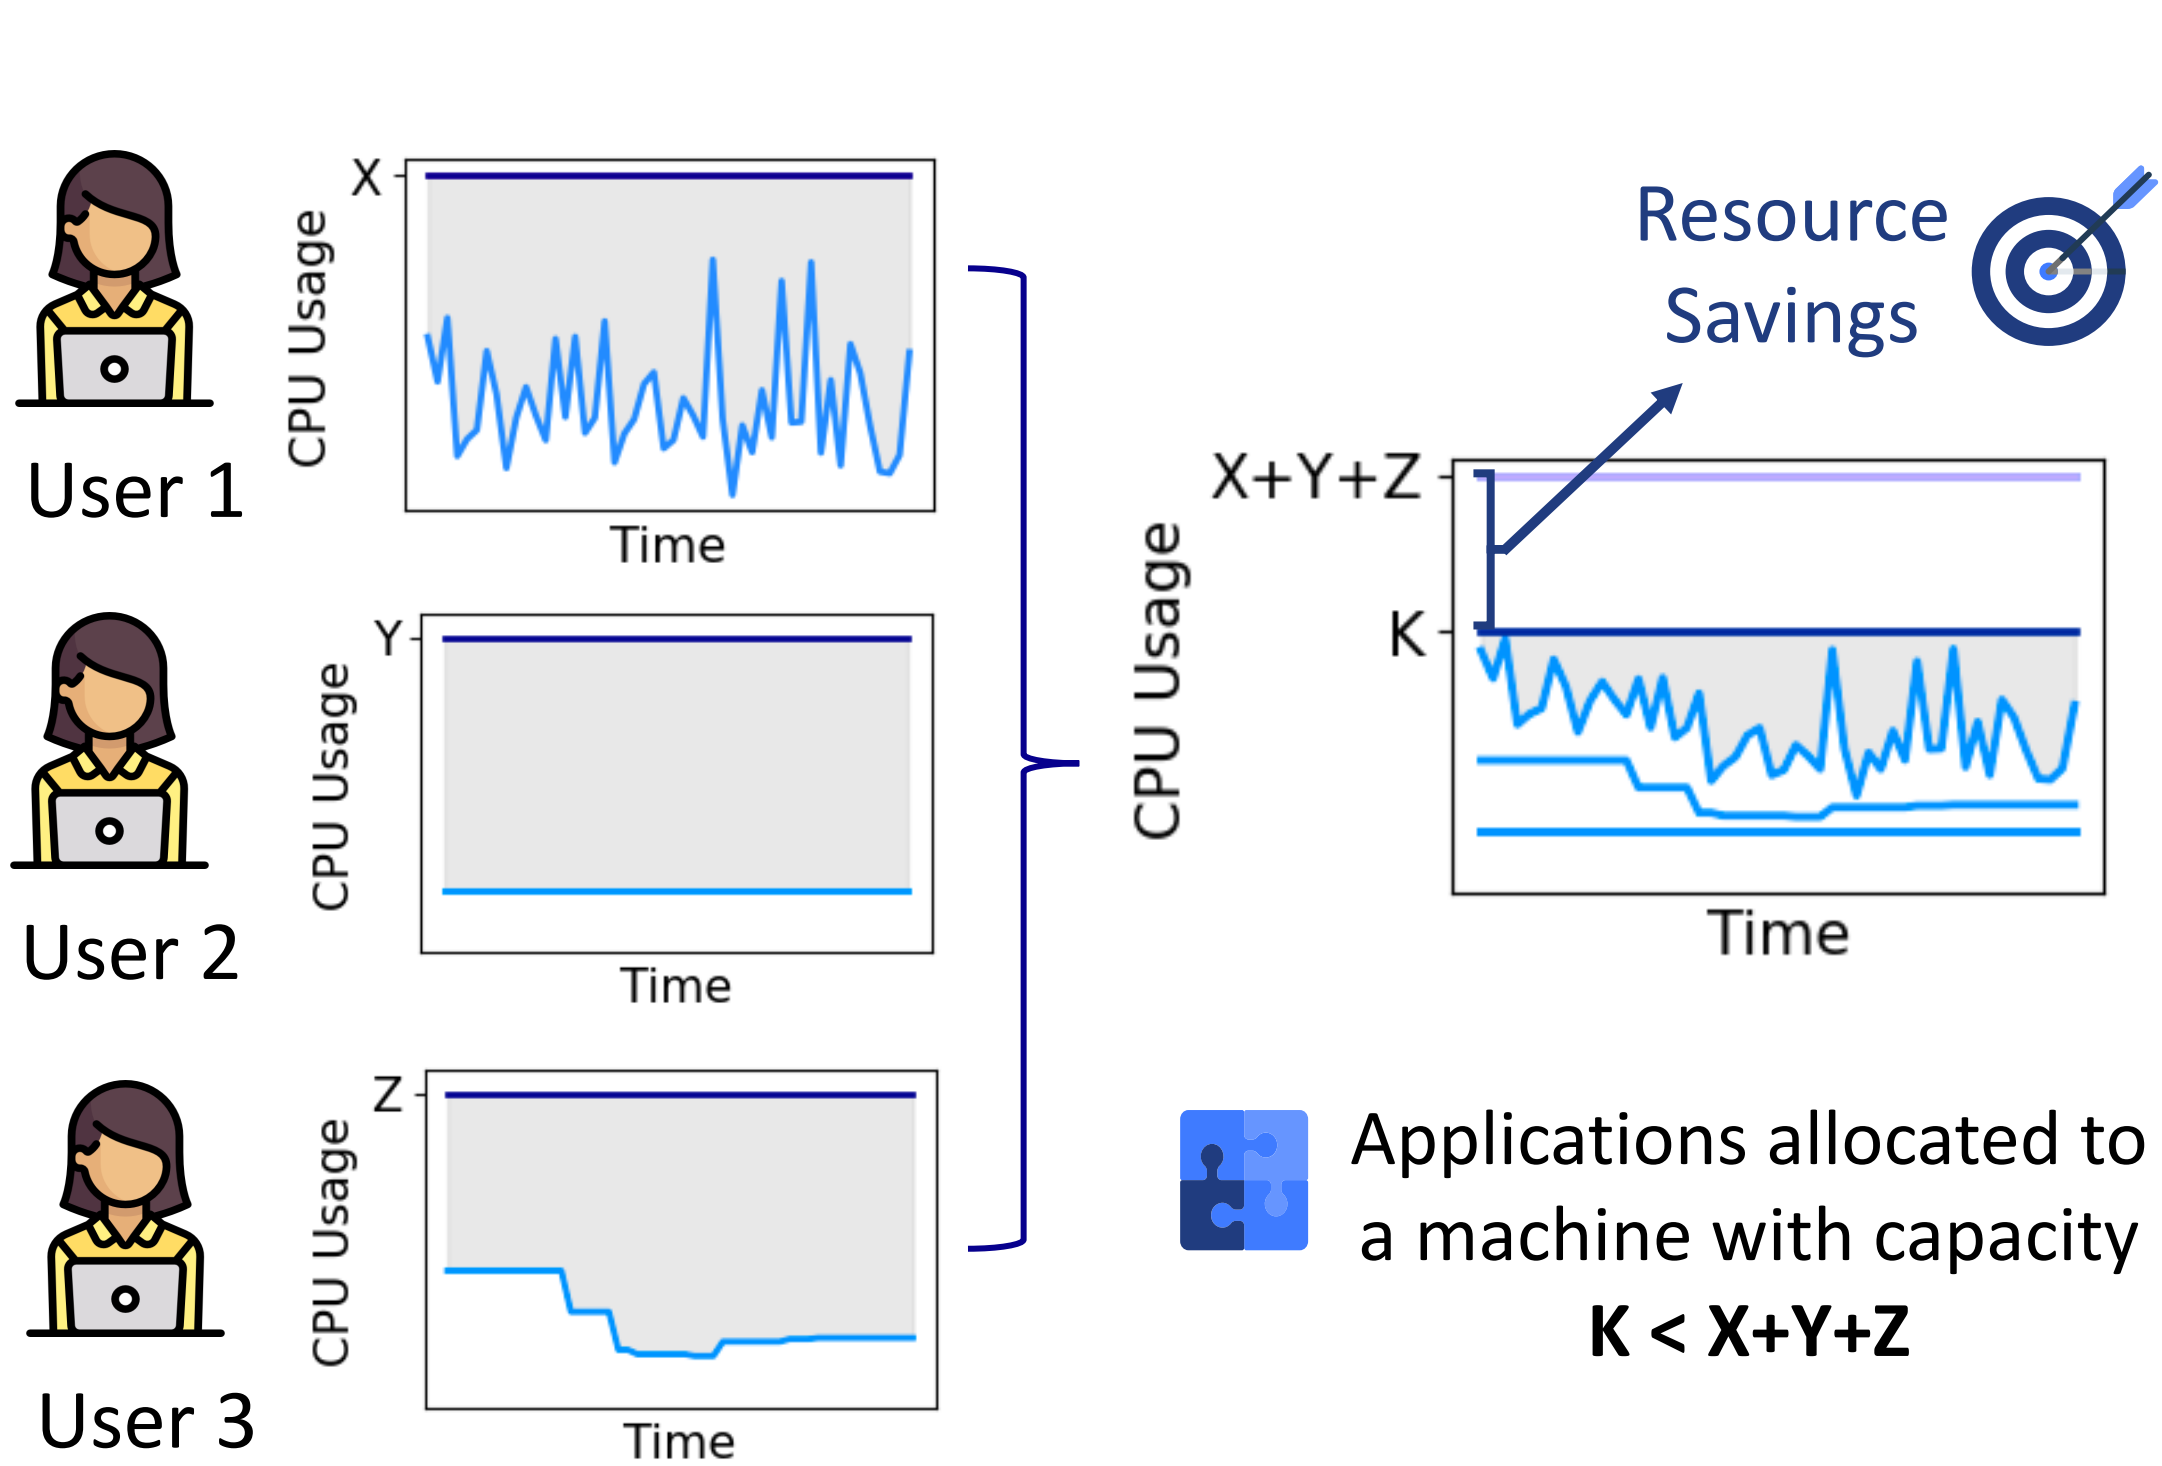 X
CPU Usage
Time
User 1
Y
CPU Usage
Time
User 2
Z
CPU Usage
Time
User 3
Resource
Savings
X+Y+Z
K
CPU Usage
Time
Applications allocated to
a machine with capacity
K < X+Y+Z